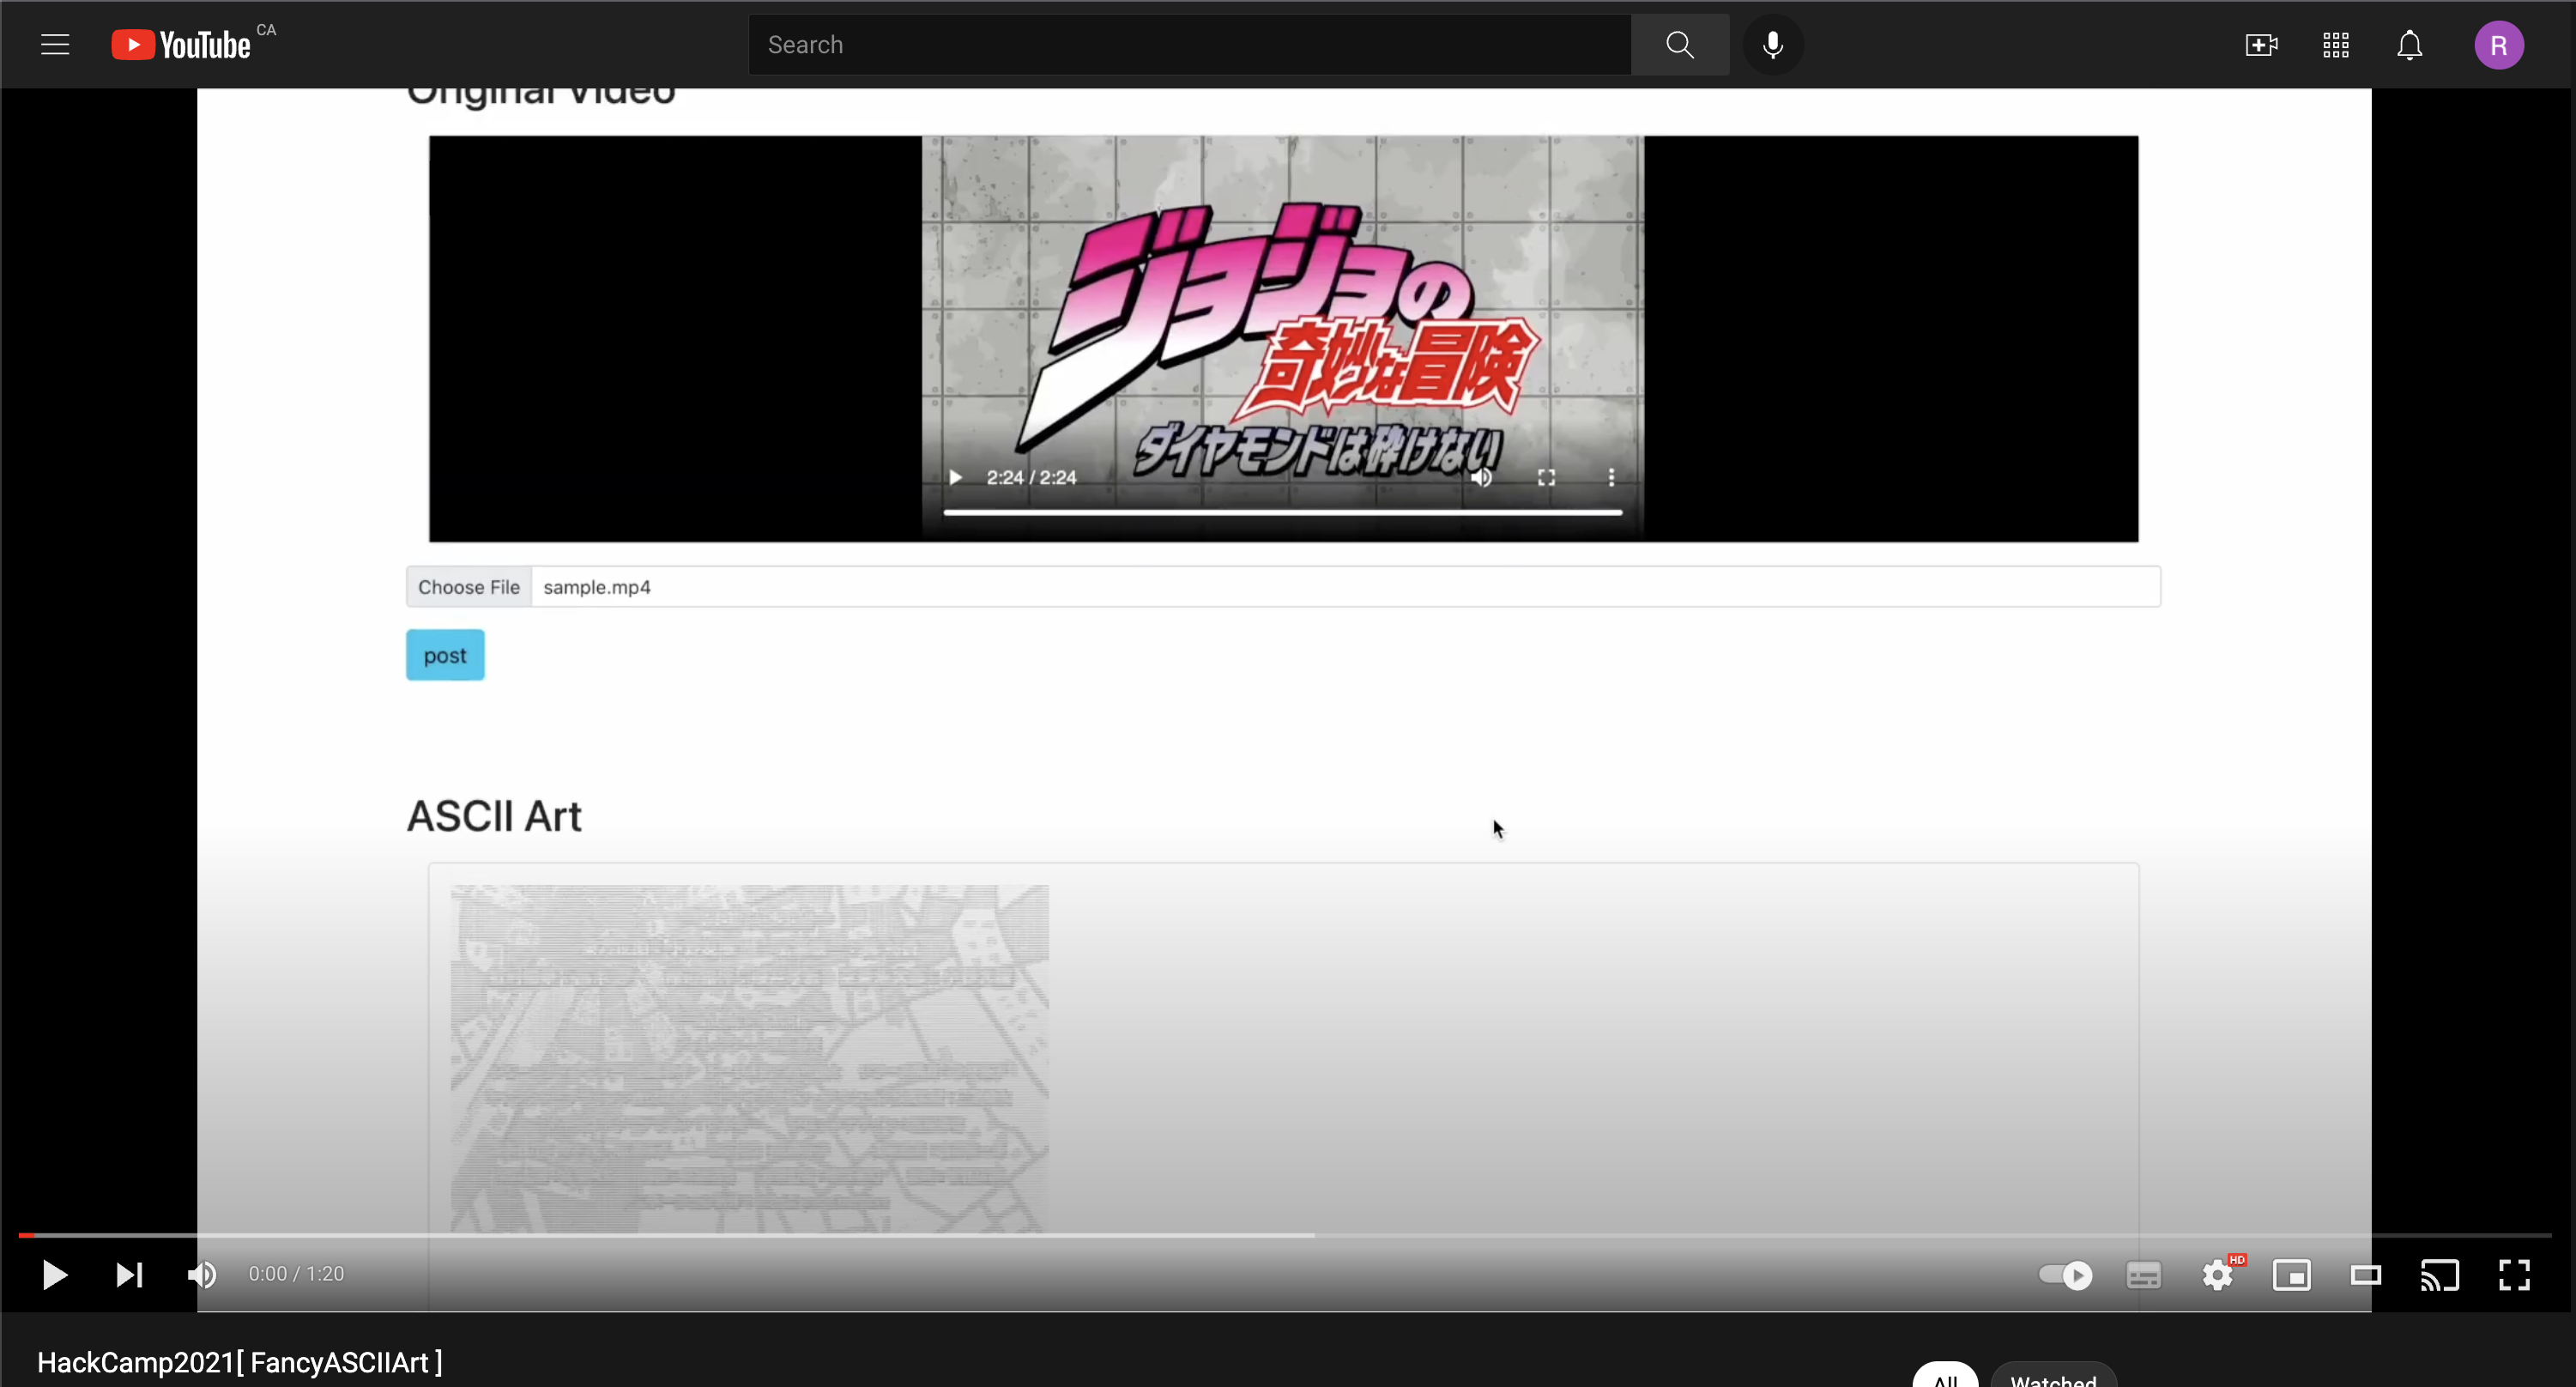 YouTube CA
Search
R
Original Video
ジョジョの
奇妙な冒険
ダイヤモンドは砕けない
2:24 / 2:24
Choose File sample.mp4
post
ASCII Art
0:00 / 1:20
HD
HackCamp2021[ FancyASCIIArt ]
All Watched